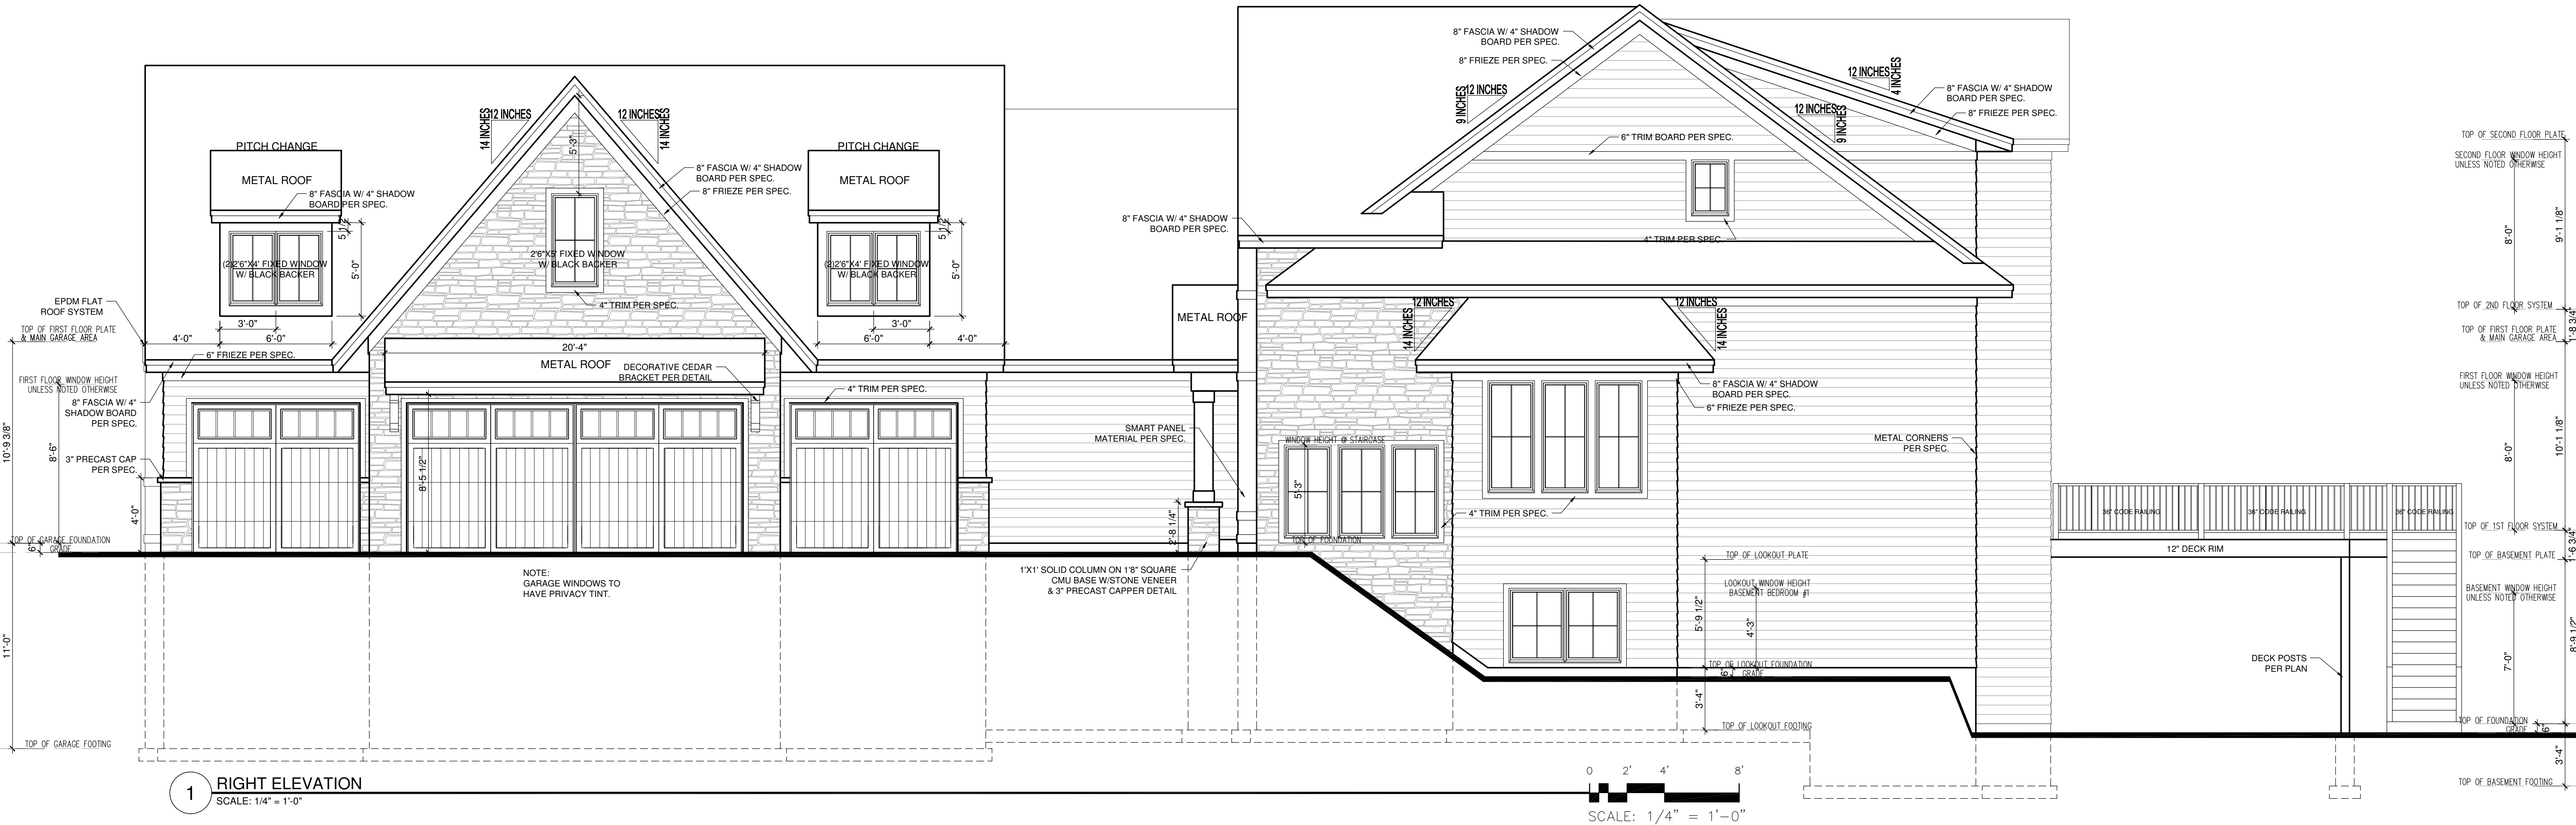 8" FASCIA W/ 4" SHADOW
BOARD PER SPEC.
8" FRIEZE PER SPEC.
12 INCHES
9 INCHES
12 INCHES
4 INCHES
8" FASCIA W/ 4" SHADOW
BOARD PER SPEC.
8" FRIEZE PER SPEC.
12 INCHES
9 INCHES
6" TRIM BOARD PER SPEC.
4" TRIM PER SPEC.
14 INCHES
12 INCHES
12 INCHES
14 INCHES
5'-3"
8" FASCIA W/ 4" SHADOW
BOARD PER SPEC.
8" FRIEZE PER SPEC.
PITCH CHANGE
METAL ROOF
8" FASCIA W/ 4" SHADOW
BOARD PER SPEC.
5 1/2"
5'-0"
(2)2'6"X4' FIXED WINDOW
W/ BLACK BACKER
3'-0"
4'-0"
6'-0"
2'6"X5' FIXED WINDOW
W/ BLACK BACKER
4" TRIM PER SPEC.
PITCH CHANGE
METAL ROOF
5 1/2"
5'-0"
(2)2'6"X4' FIXED WINDOW
W/ BLACK BACKER
3'-0"
6'-0"
4'-0"
EPDM FLAT
ROOF SYSTEM
TOP OF FIRST FLOOR PLATE
& MAIN GARAGE AREA
6" FRIEZE PER SPEC.
FIRST FLOOR WINDOW HEIGHT
UNLESS NOTED OTHERWISE
8" FASCIA W/ 4"
SHADOW BOARD
PER SPEC.
10'-9 3/8"
8'-6"
3" PRECAST CAP
PER SPEC.
4'-0"
TOP OF GARAGE FOUNDATION
GRADE
6"
11'-0"
TOP OF GARAGE FOOTING
20'-4"
METAL ROOF
DECORATIVE CEDAR
BRACKET PER DETAIL
8'-5 1/2"
4" TRIM PER SPEC.
NOTE:
GARAGE WINDOWS TO
HAVE PRIVACY TINT.
8" FASCIA W/ 4" SHADOW
BOARD PER SPEC.
METAL ROOF
SMART PANEL
MATERIAL PER SPEC.
2'-8 1/4"
1'X1' SOLID COLUMN ON 1'8" SQUARE
CMU BASE W/STONE VENEER
& 3" PRECAST CAPPER DETAIL
12 INCHES
14 INCHES
12 INCHES
14 INCHES
8" FASCIA W/ 4" SHADOW
BOARD PER SPEC.
6" FRIEZE PER SPEC.
WINDOW HEIGHT @ STAIRCASE
5'-3"
TOP OF FOUNDATION
4" TRIM PER SPEC.
METAL CORNERS
PER SPEC.
TOP OF LOOKOUT PLATE
LOOKOUT WINDOW HEIGHT
BASEMENT BEDROOM #1
5'-9 1/2"
4'-3"
TOP OF LOOKOUT FOUNDATION
GRADE
6"
3'-4"
TOP OF LOOKOUT FOOTING
36" CODE RAILING
36" CODE RAILING
36" CODE RAILING
12" DECK RIM
DECK POSTS
PER PLAN
TOP OF SECOND FLOOR PLATE
SECOND FLOOR WINDOW HEIGHT
UNLESS NOTED OTHERWISE
8'-0"
9'-1 1/8"
TOP OF 2ND FLOOR SYSTEM
1'-8 3/4"
TOP OF FIRST FLOOR PLATE
& MAIN GARAGE AREA
FIRST FLOOR WINDOW HEIGHT
UNLESS NOTED OTHERWISE
8'-0"
10'-1 1/8"
TOP OF 1ST FLOOR SYSTEM
1'-6 3/4"
TOP OF BASEMENT PLATE
BASEMENT WINDOW HEIGHT
UNLESS NOTED OTHERWISE
7'-0"
8'-9 1/2"
TOP OF FOUNDATION
GRADE
6"
3'-4"
TOP OF BASEMENT FOOTING
1
RIGHT ELEVATION
SCALE: 1/4" = 1'-0"
0 2' 4' 8'
SCALE: 1/4" = 1'-0"